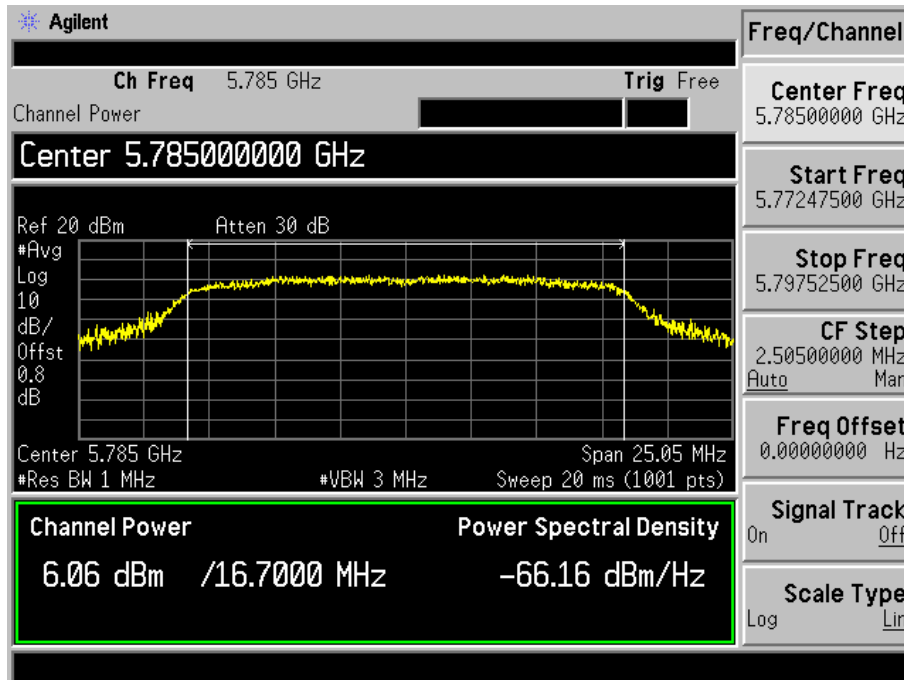 Agilent
Freq/Channel
Ch Freq 5.785 GHz Trig Free
Channel Power
Center 5.785000000 GHz
Ref 20 dBm Atten 30 dB
#Avg
Log
10
dB/
Offst
0.8
dB
Center 5.785 GHz Span 25.05 MHz
#Res BW 1 MHz #VBW 3 MHz Sweep 20 ms (1001 pts)
Channel Power Power Spectral Density
6.06 dBm /16.7000 MHz -66.16 dBm/Hz
Center Freq
5.78500000 GHz
Start Freq
5.77247500 GHz
Stop Freq
5.79752500 GHz
CF Step
2.50500000 MHz
Auto Man
Freq Offset
0.00000000 Hz
Signal Track
On Off
Scale Type
Log Lin